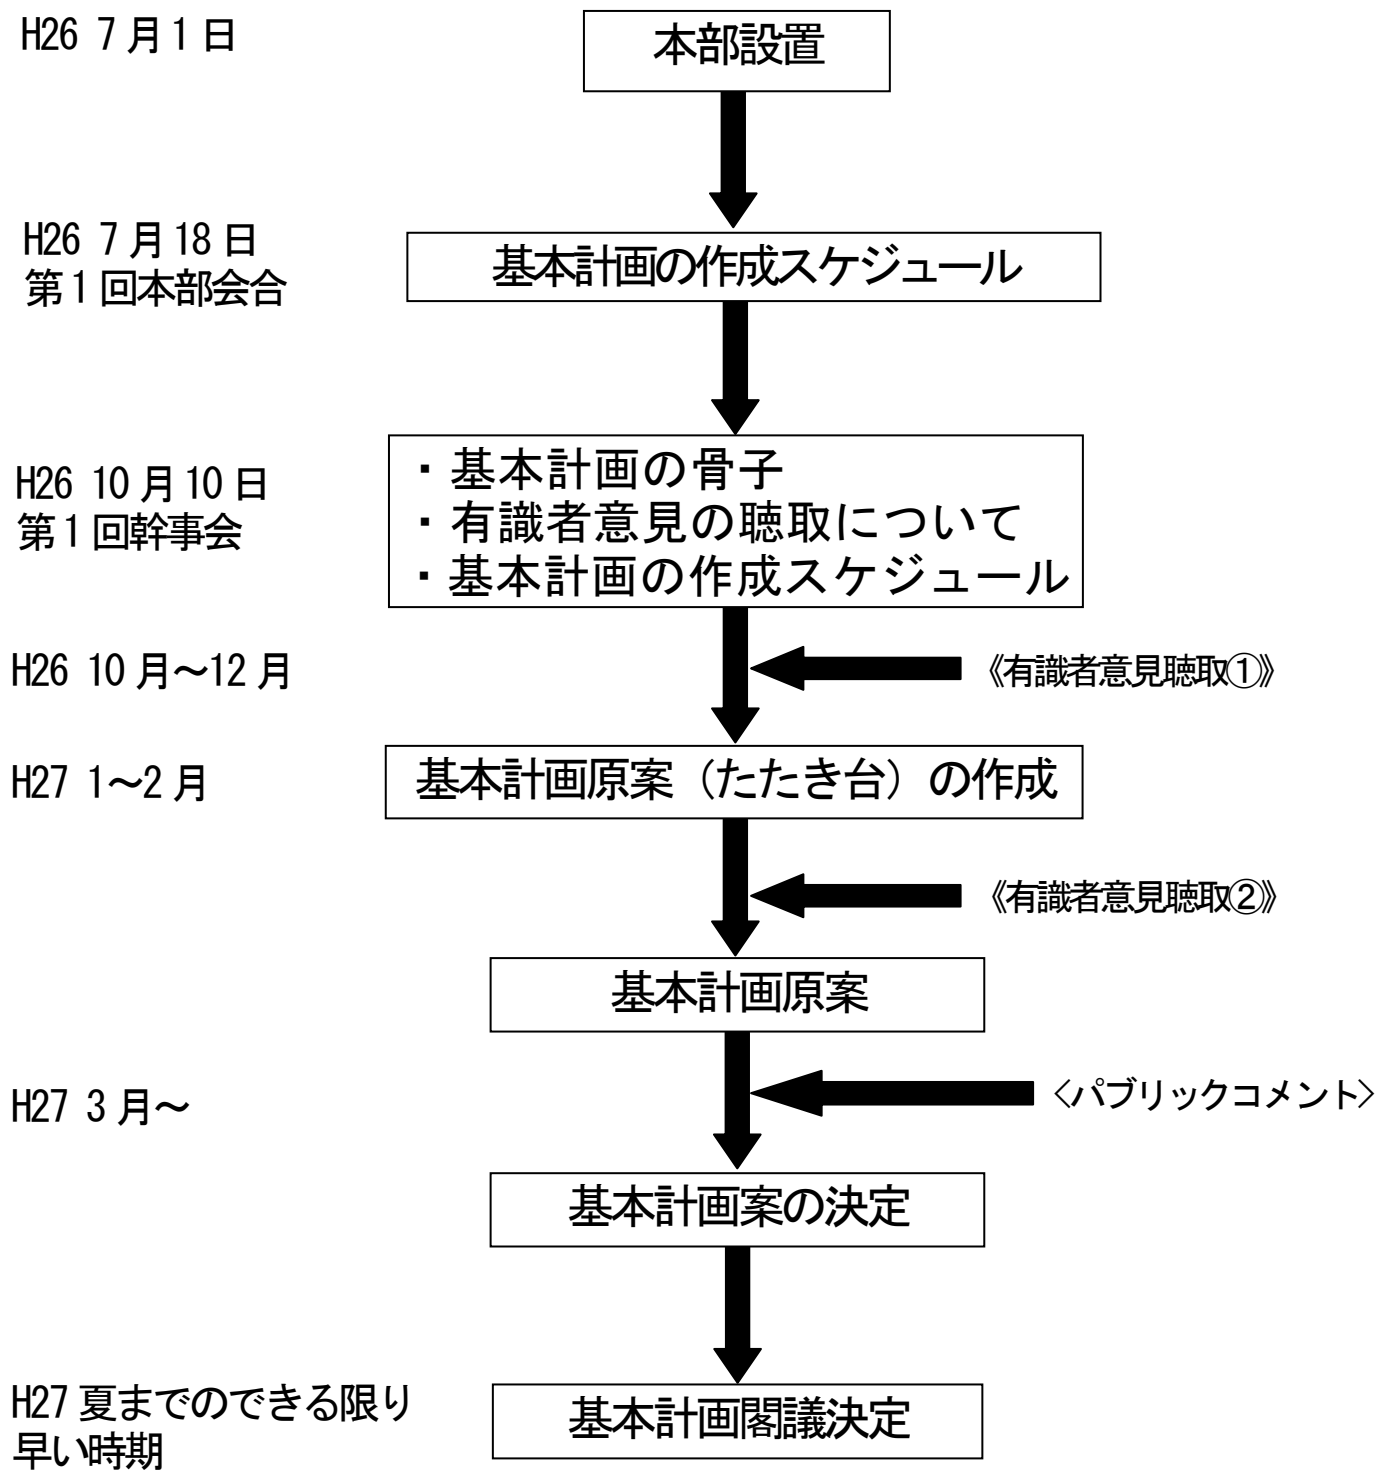 H26 7月1日
本部設置
H26 7月18日
第1回本部会合
基本計画の作成スケジュール
H26 10月10日
第1回幹事会
・基本計画の骨子
・有識者意見の聴取について
・基本計画の作成スケジュール
H26 10月～12月
《有識者意見聴取①》
H27 1～2月
基本計画原案（たたき台）の作成
《有識者意見聴取②》
基本計画原案
H27 3月～
<パブリックコメント>
基本計画案の決定
H27 夏までのできる限り
早い時期
基本計画閣議決定